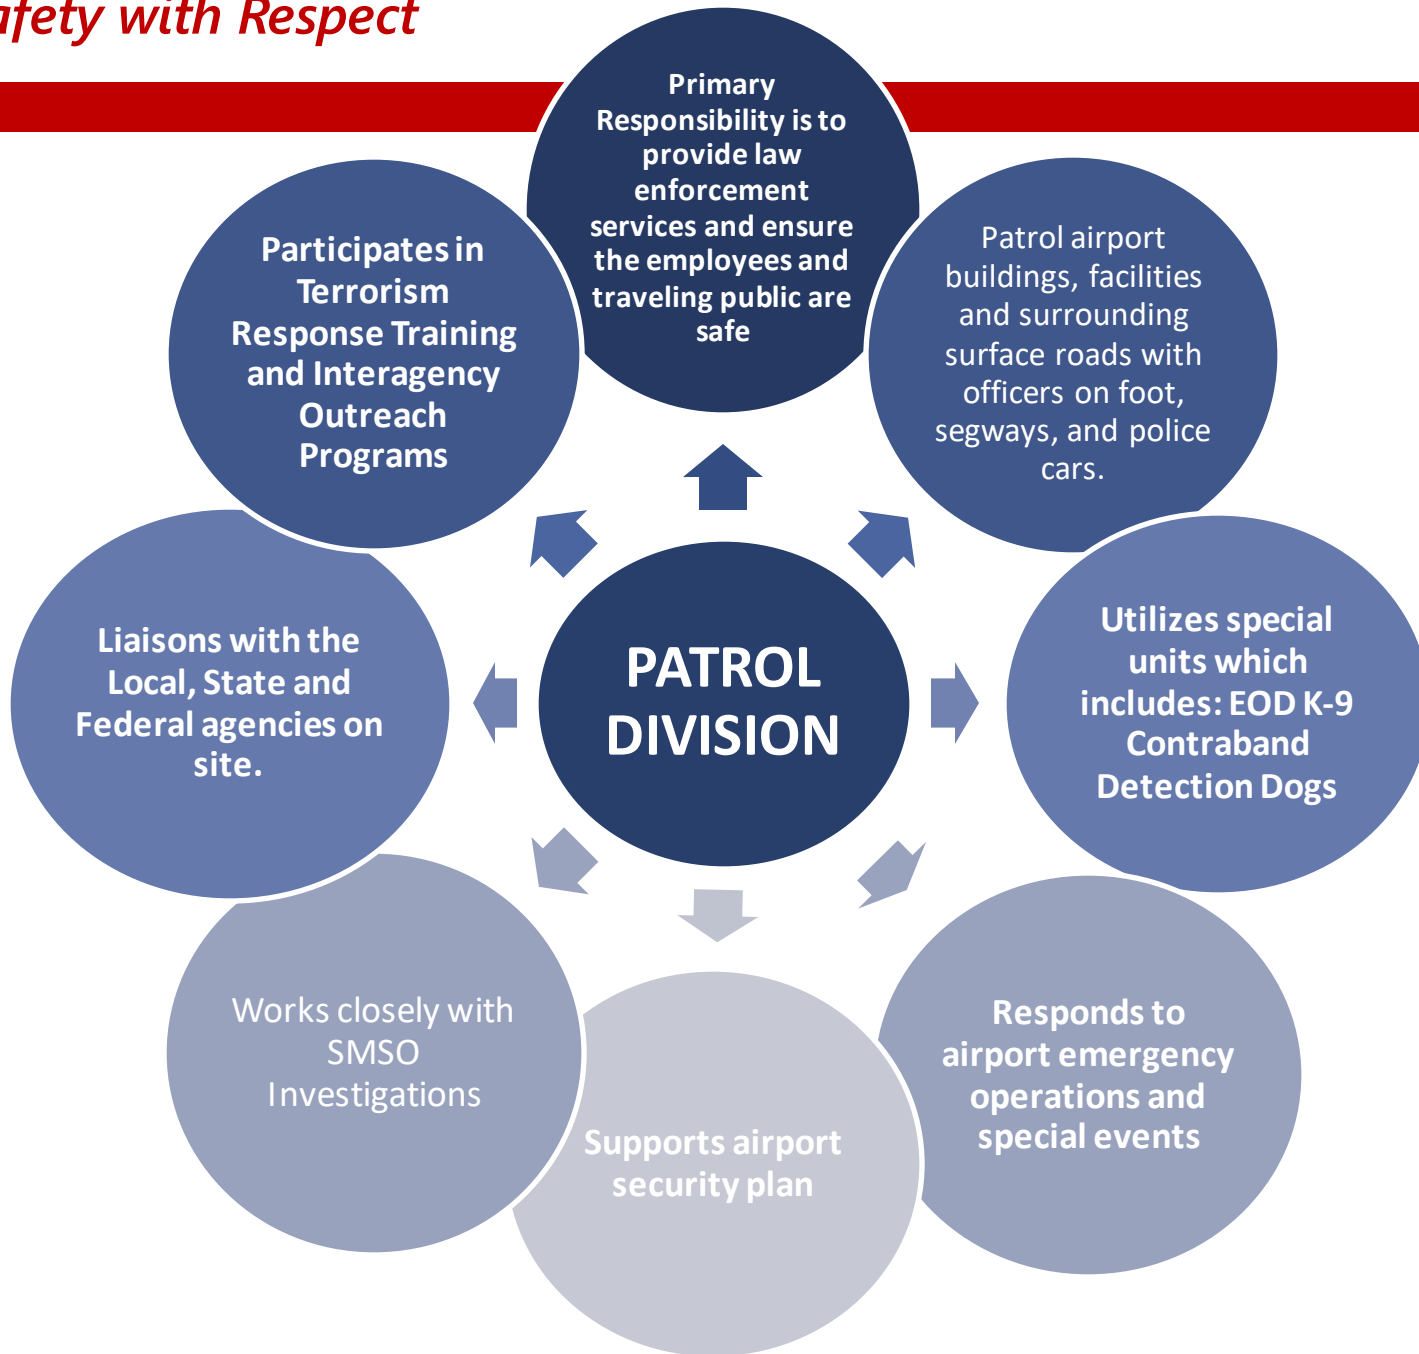 afety with Respect
Primary
Responsibility is to
provide law
enforcement
services and ensure
the employees and
traveling public are
safe
Patrol airport
buildings, facilities
and surrounding
surface roads with
officers on foot,
segways, and police
cars.
Utilizes special
units which
includes: EOD K-9
Contraband
Detection Dogs
Responds to
airport emergency
operations and
special events
Supports airport
security plan
Works closely with
SMSO
Investigations
Liaisons with the
Local, State and
Federal agencies on
site.
Participates in
Terrorism
Response Training
and Interagency
Outreach
Programs
PATROL
DIVISION